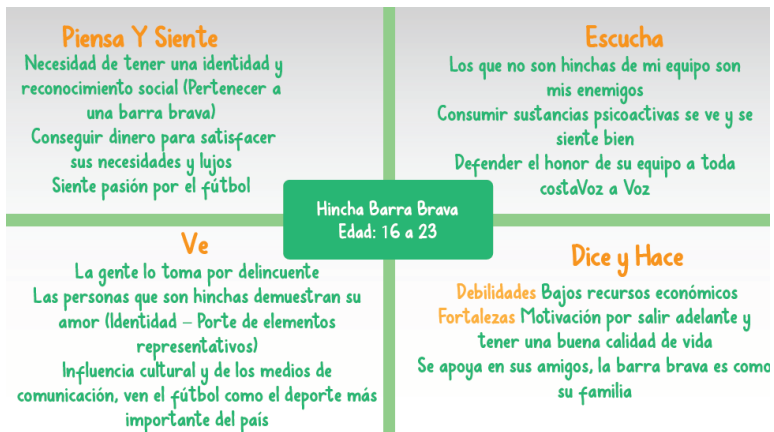 Piensa Y Siente
Necesidad de tener una identidad y
reconocimiento social (Pertenecer a
una barra brava)
Conseguir dinero para satisfacer
sus necesidades y lujos
Siente pasión por el fútbol
Escucha
Los que no son hinchas de mi equipo son
mis enemigos
Consumir sustancias psicoactivas se ve y se
siente bien
Defender el honor de su equipo a toda
costaVoz a Voz
Hincha Barra Brava
Edad: 16 a 23
Ve
La gente lo toma por delincuente
Las personas que son hinchas demuestran su
amor (Identidad – Porte de elementos
representativos)
Influencia cultural y de los medios de
comunicación, ven el fútbol como el deporte más
importante del país
Dice y Hace
Debilidades Bajos recursos económicos
Fortalezas Motivación por salir adelante y
tener una buena calidad de vida
Se apoya en sus amigos, la barra brava es como
su familia